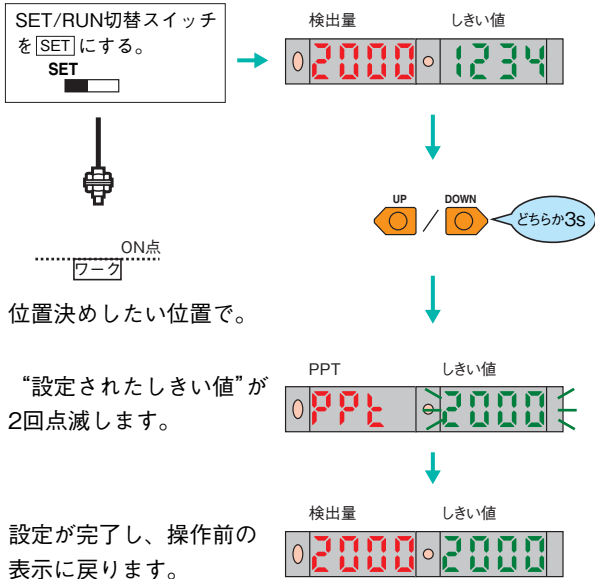 SET/RUN切替スイッチ
を SET にする。
SET
検出量 しきい値
2000 1234
UP DOWN
どちらか3s
ON点
ワーク
位置決めしたい位置で。
PPT しきい値
“設定されたしきい値”が
2回点滅します。
PPt 2000
検出量 しきい値
設定が完了し、操作前の
表示に戻ります。
2000 2000